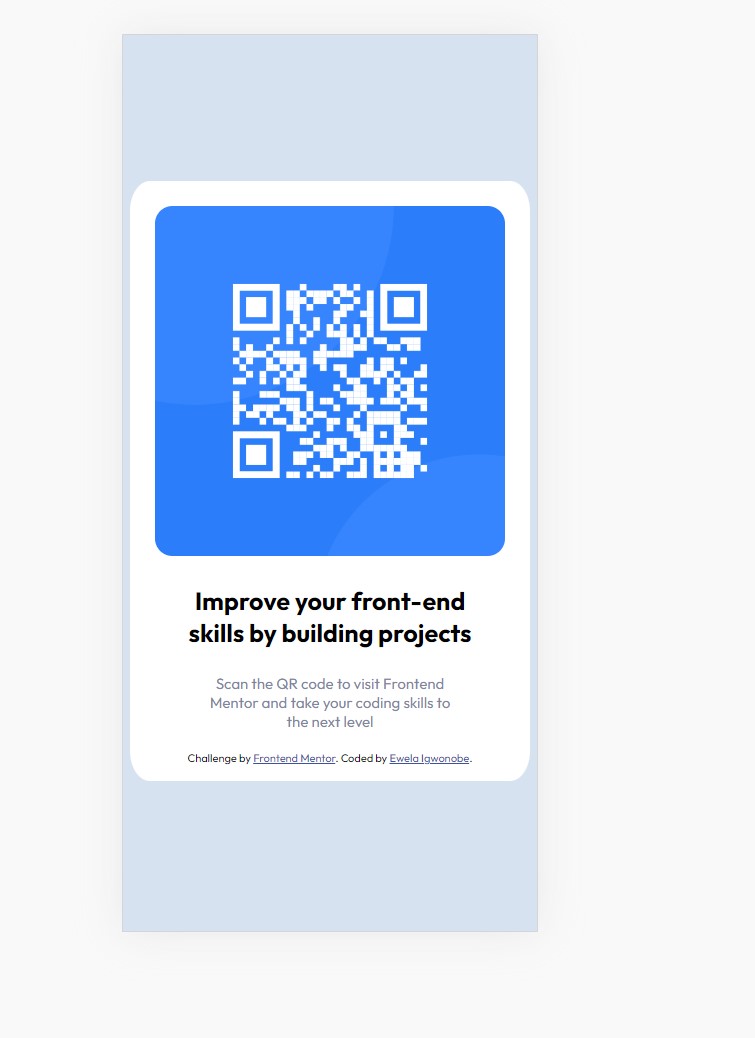 Improve your front-end
skills by building projects
Scan the QR code to visit Frontend
Mentor and take your coding skills to
the next level
Challenge by Frontend Mentor. Coded by Ewela Igwonobe.